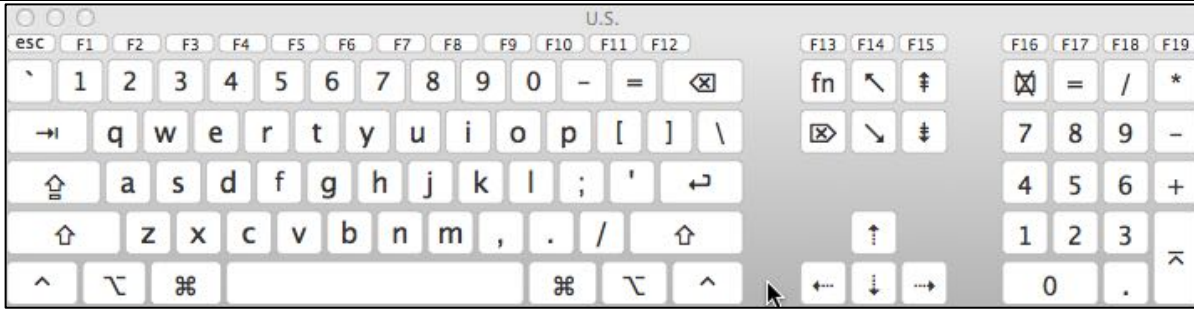 U.S.
esc F1 F2 F3 F4 F5 F6 F7 F8 F9 F10 F11 F12 F13 F14 F15 F16 F17 F18 F19
` 1 2 3 4 5 6 7 8 9 0 - = ⌫ fn ↖ ⇞ ⌧ = / *
⇥ q w e r t y u i o p [ ] \ ⌦ ↘ ⇟ 7 8 9 -
⇪ a s d f g h j k l ; ' ↩ 4 5 6 +
⇧ z x c v b n m , . / ⇧ ⇡ 1 2 3 ⌅
^ ⌥ ⌘ ⌘ ⌥ ^ ⇠ ⇣ ⇢ 0 .